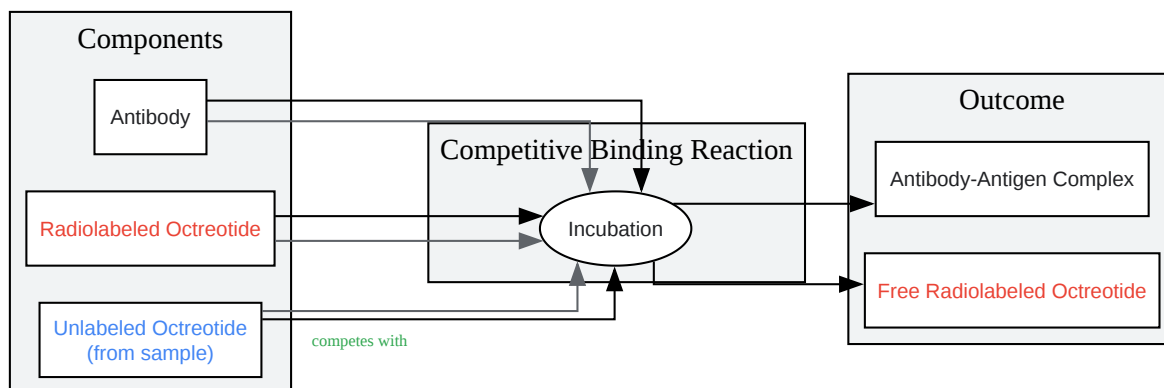 Components
Antibody
Radiolabeled Octreotide
Unlabeled Octreotide
(from sample)
competes with
Competitive Binding Reaction
Incubation
Outcome
Antibody-Antigen Complex
Free Radiolabeled Octreotide